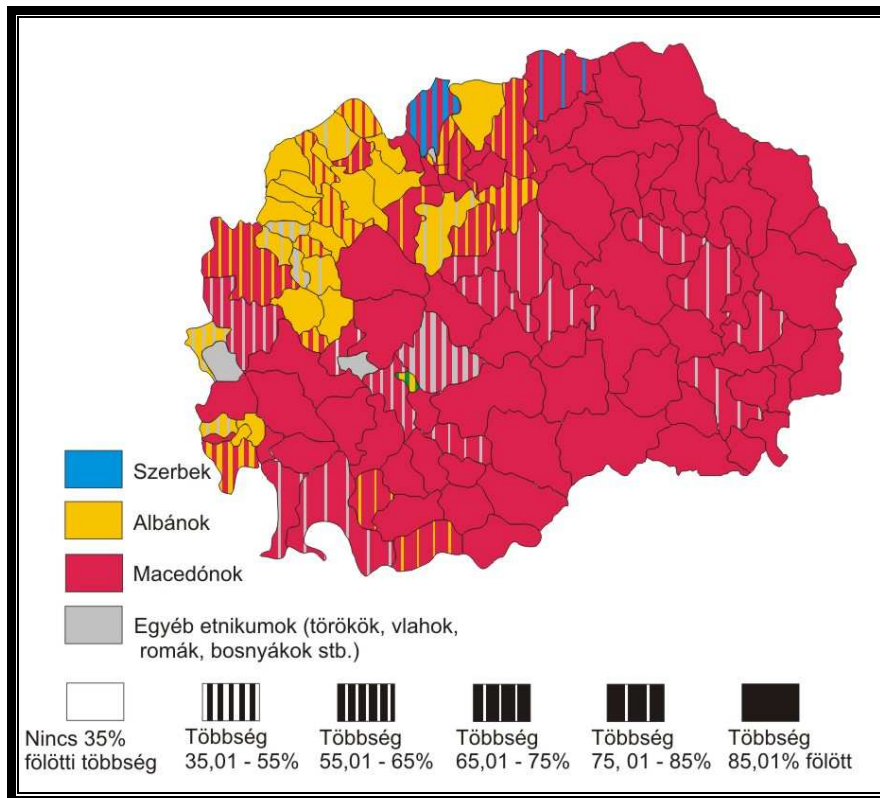 Szerbek
Albánok
Macedónok
Egyéb etnikumok (törökök, vlahok,
romák, bosnyákok stb.)
Nincs 35%
fölötti többség
Többség
35,01 - 55%
Többség
55,01 - 65%
Többség
65,01 - 75%
Többség
75, 01 - 85%
Többség
85,01% fölött